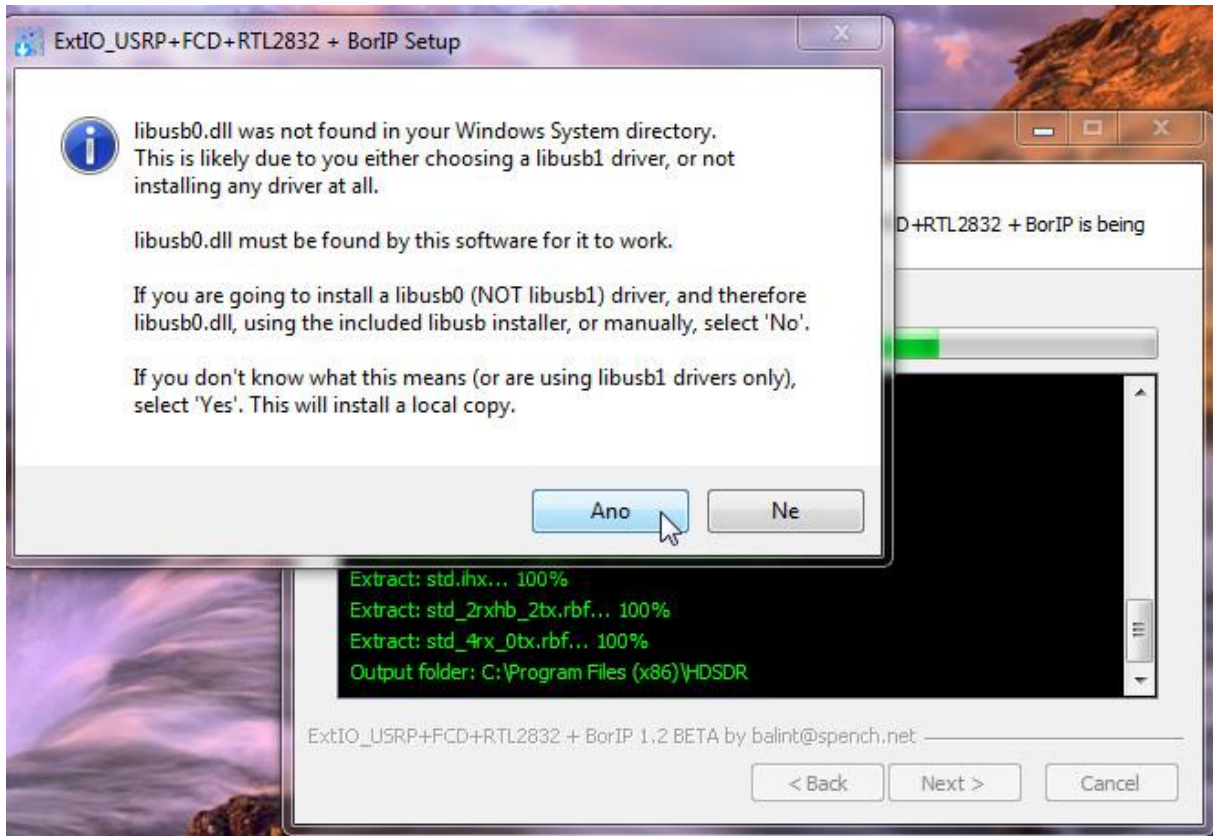 ExtIO_USRP+FCD+RTL2832 + BorIP Setup
libusb0.dll was not found in your Windows System directory.
This is likely due to you either choosing a libusb1 driver, or not
installing any driver at all.
libusb0.dll must be found by this software for it to work.
If you are going to install a libusb0 (NOT libusb1) driver, and therefore
libusb0.dll, using the included libusb installer, or manually, select 'No'.
If you don't know what this means (or are using libusb1 drivers only),
select 'Yes'. This will install a local copy.
Ano
Ne
D+RTL2832 + BorIP is being
Extract: std.ihx... 100%
Extract: std_2rxhb_2tx.rbf... 100%
Extract: std_4rx_0tx.rbf... 100%
Output folder: C:\Program Files (x86)\HDSDR
ExtIO_USRP+FCD+RTL2832 + BorIP 1.2 BETA by balint@spench.net
< Back
Next >
Cancel